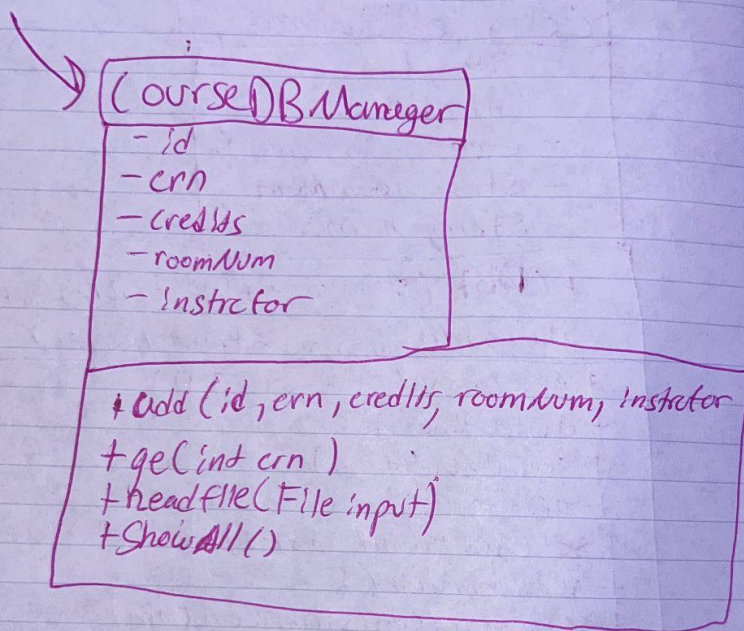 CourseDBManeger
- id
- crn
- credits
- roomNum
- instrctor
+ add (id, crn, credits, roomNum, instrctor
+ ge(int crn )
+ readfile(File input)
+ ShowAll()